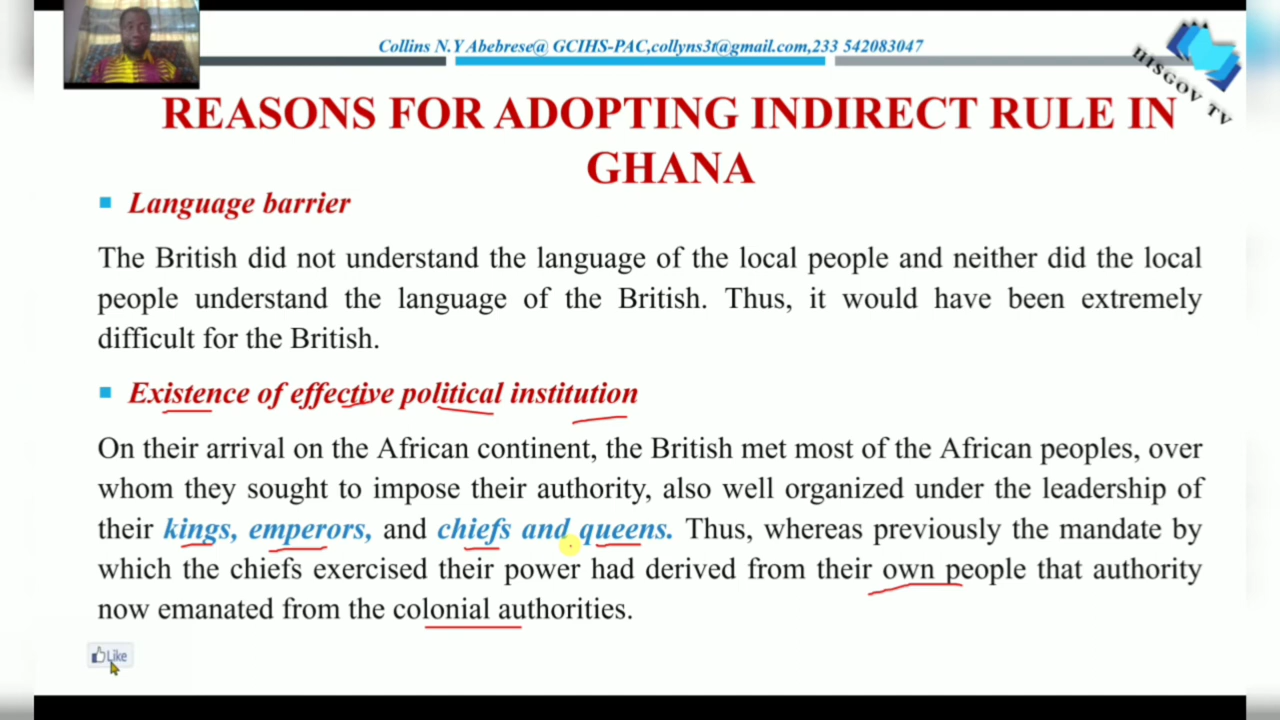 Collins N.Y Abebrese@ GCIHS-PAC,collyns3t@gmail.com,233 542083047
HISGOV TV
REASONS FOR ADOPTING INDIRECT RULE IN
GHANA
Language barrier
The British did not understand the language of the local people and neither did the local
people understand the language of the British. Thus, it would have been extremely
difficult for the British.
Existence of effective political institution
On their arrival on the African continent, the British met most of the African peoples, over
whom they sought to impose their authority, also well organized under the leadership of
their kings, emperors, and chiefs and queens. Thus, whereas previously the mandate by
which the chiefs exercised their power had derived from their own people that authority
now emanated from the colonial authorities.
Like